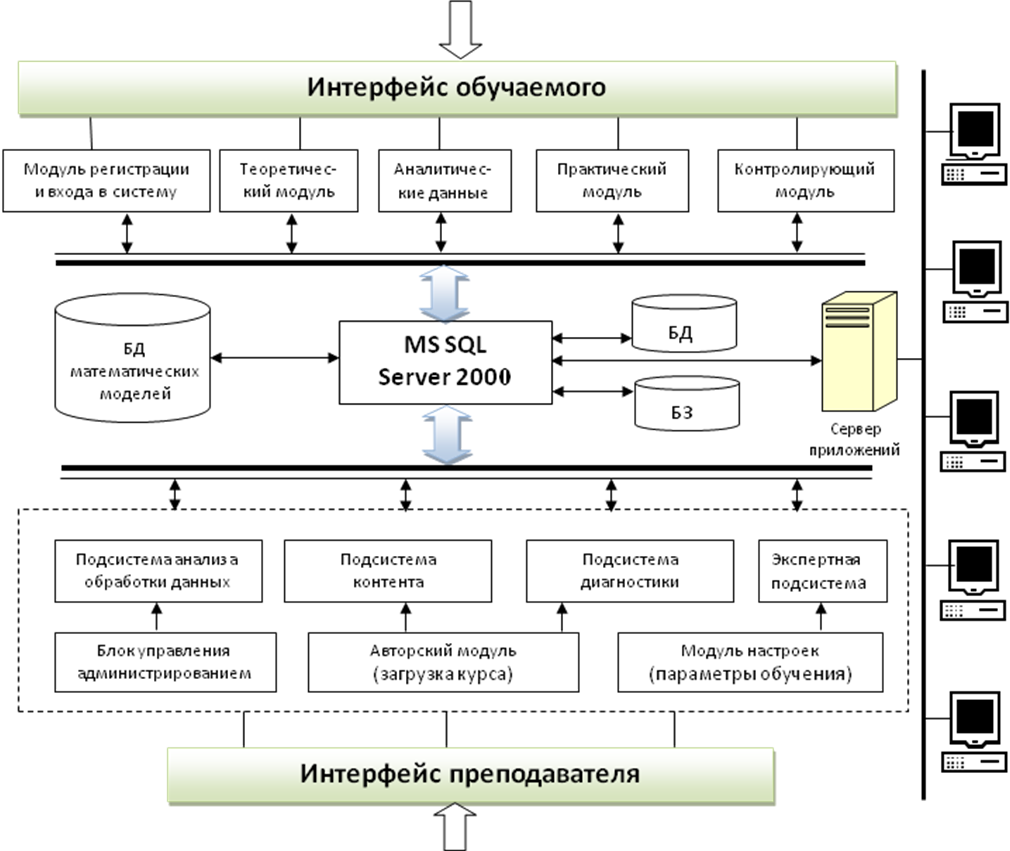 Интерфейс обучаемого
Модуль регистрации
и входа в систему
Теоретичес-
кий модуль
Аналитичес-
кие данные
Практический
модуль
Контролирующий
модуль
БД
математических
моделей
MS SQL
Server 2000
БД
БЗ
Сервер
приложений
Подсистема анализа
обработки данных
Подсистема
контента
Подсистема
диагностики
Экспертная
подсистема
Блок управления
администрированием
Авторский модуль
(загрузка курса)
Модуль настроек
(параметры обучения)
Интерфейс преподавателя